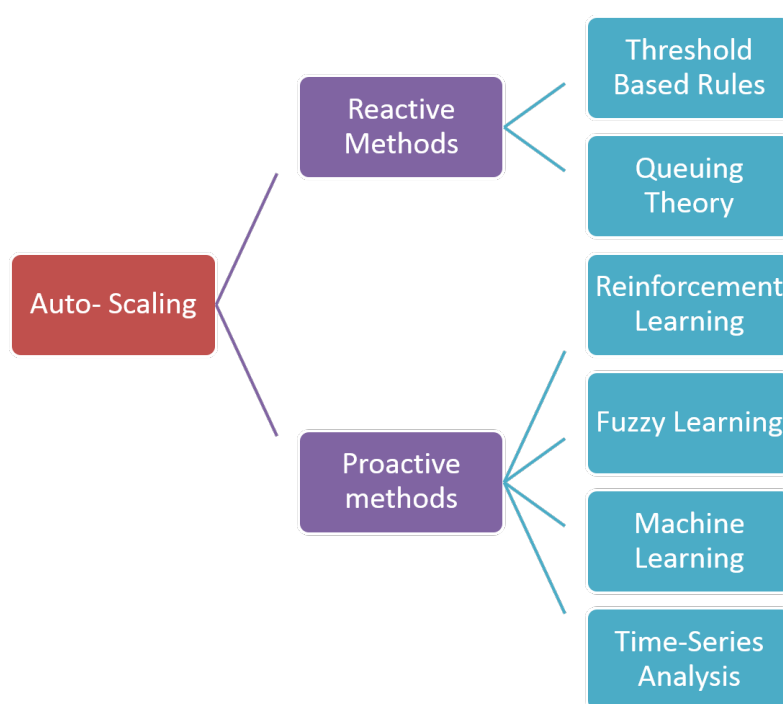 Auto- Scaling
Reactive
Methods
Proactive
methods
Threshold
Based Rules
Queuing
Theory
Reinforcement
Learning
Fuzzy Learning
Machine
Learning
Time-Series
Analysis